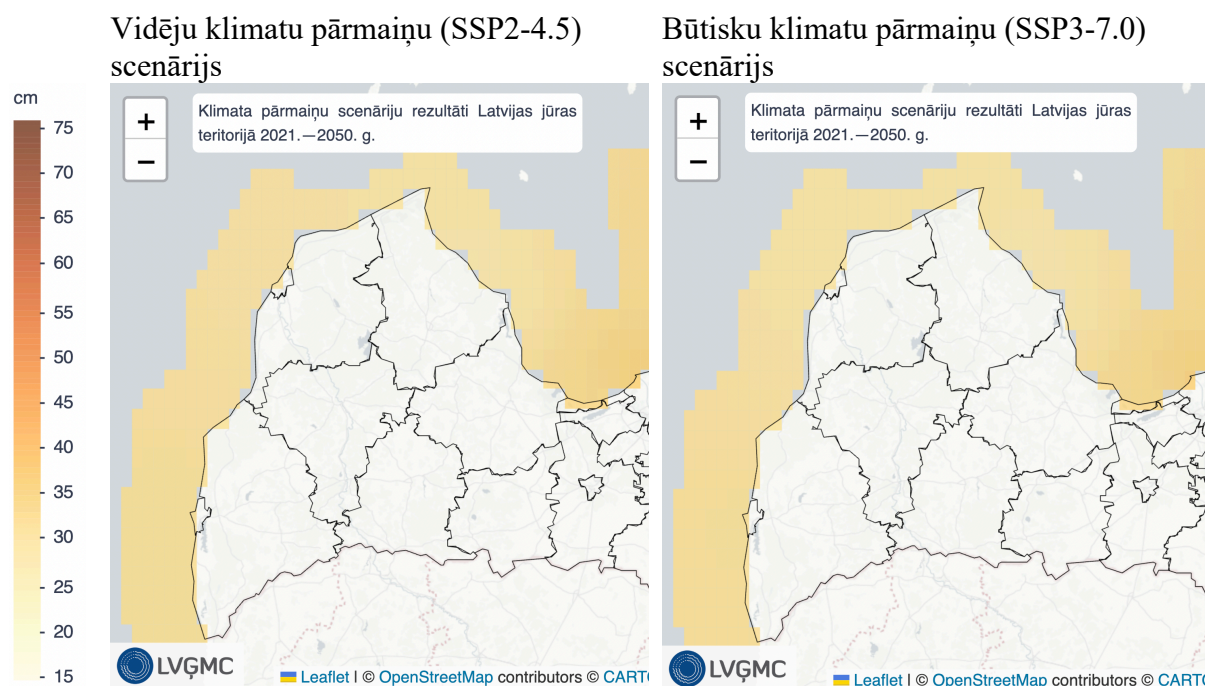 Vidēju klimatu pārmaiņu (SSP2-4.5)
scenārijs
Būtisku klimatu pārmaiņu (SSP3-7.0)
scenārijs
cm
75
70
65
60
55
50
45
40
35
30
25
20
15
+
−
Klimata pārmaiņu scenāriju rezultāti Latvijas jūras
teritorijā 2021.—2050. g.
LVĢMC
Leaflet | © OpenStreetMap contributors © CARTO
+
−
Klimata pārmaiņu scenāriju rezultāti Latvijas jūras
teritorijā 2021.—2050. g.
LVĢMC
Leaflet | © OpenStreetMap contributors © CARTO